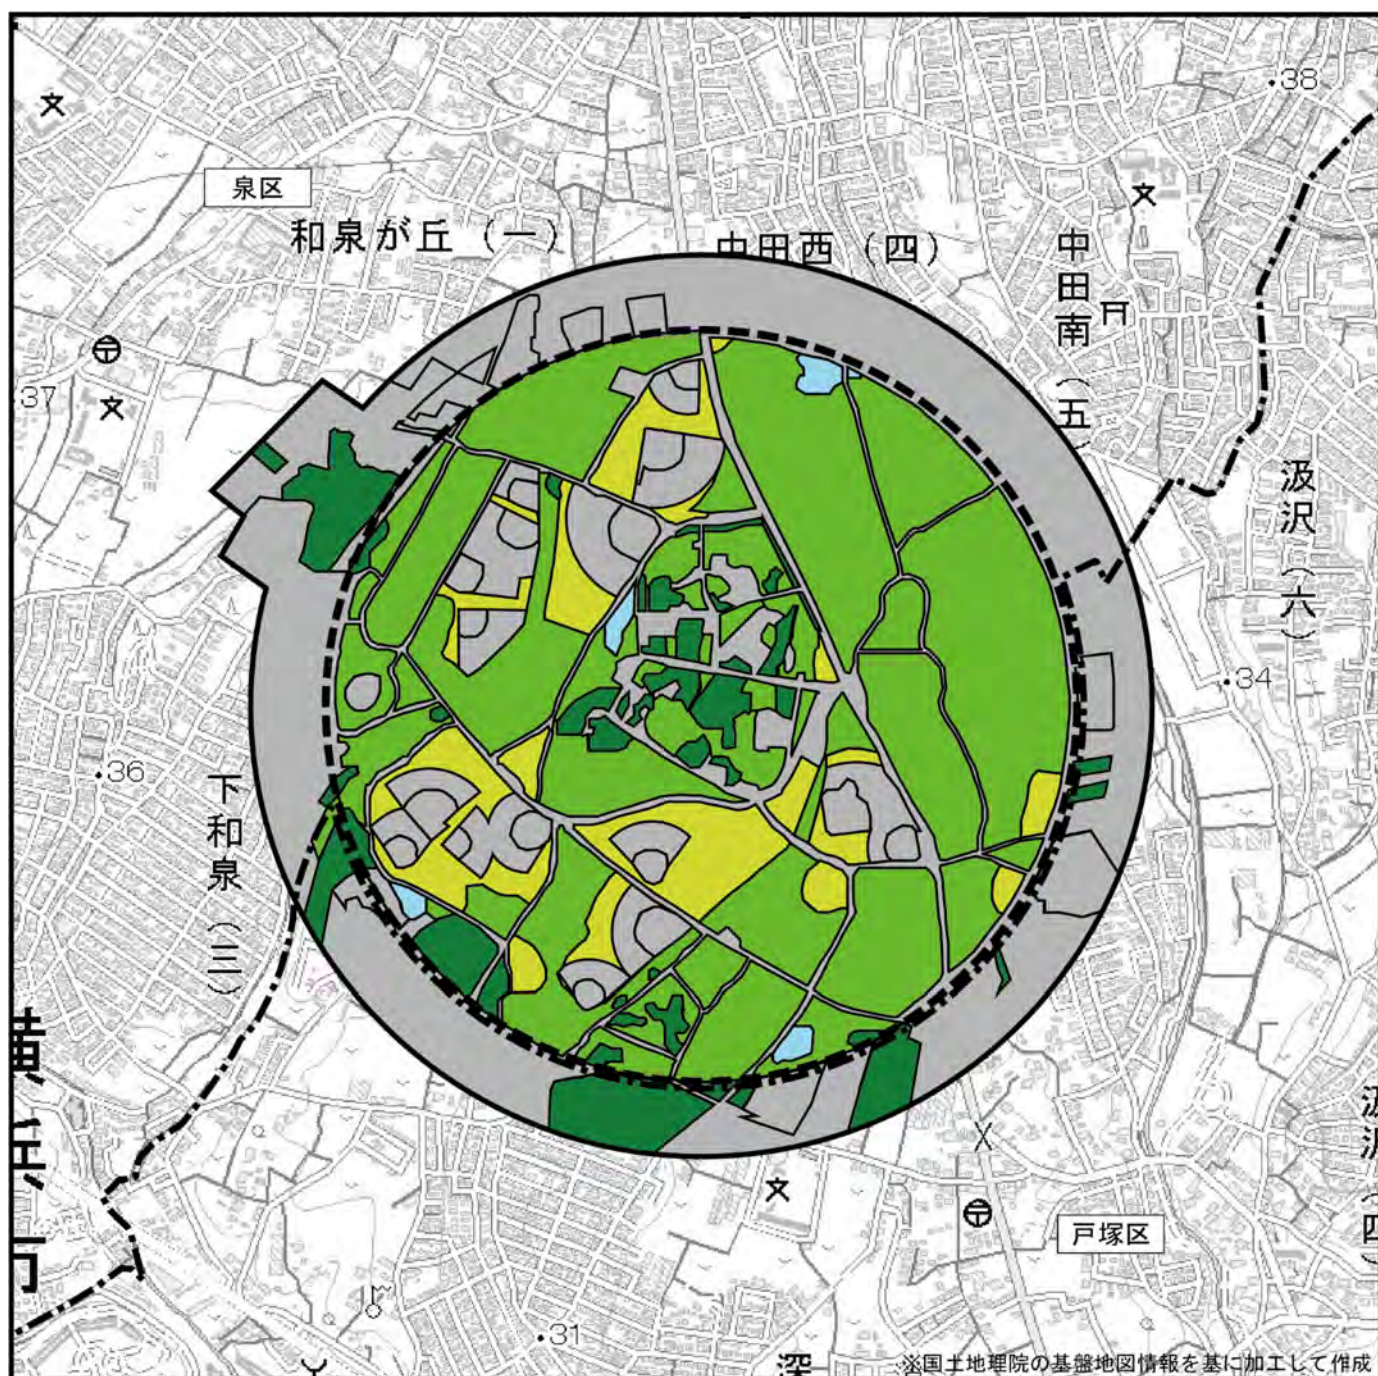 38
泉区
和泉が丘（一）
中田西（四）
中田南（五）
37
汲沢（六）
34
36
下和泉（三）
横浜市
汲沢（四）
戸塚区
31
深
※国土地理院の基盤地図情報を基に加工して作成